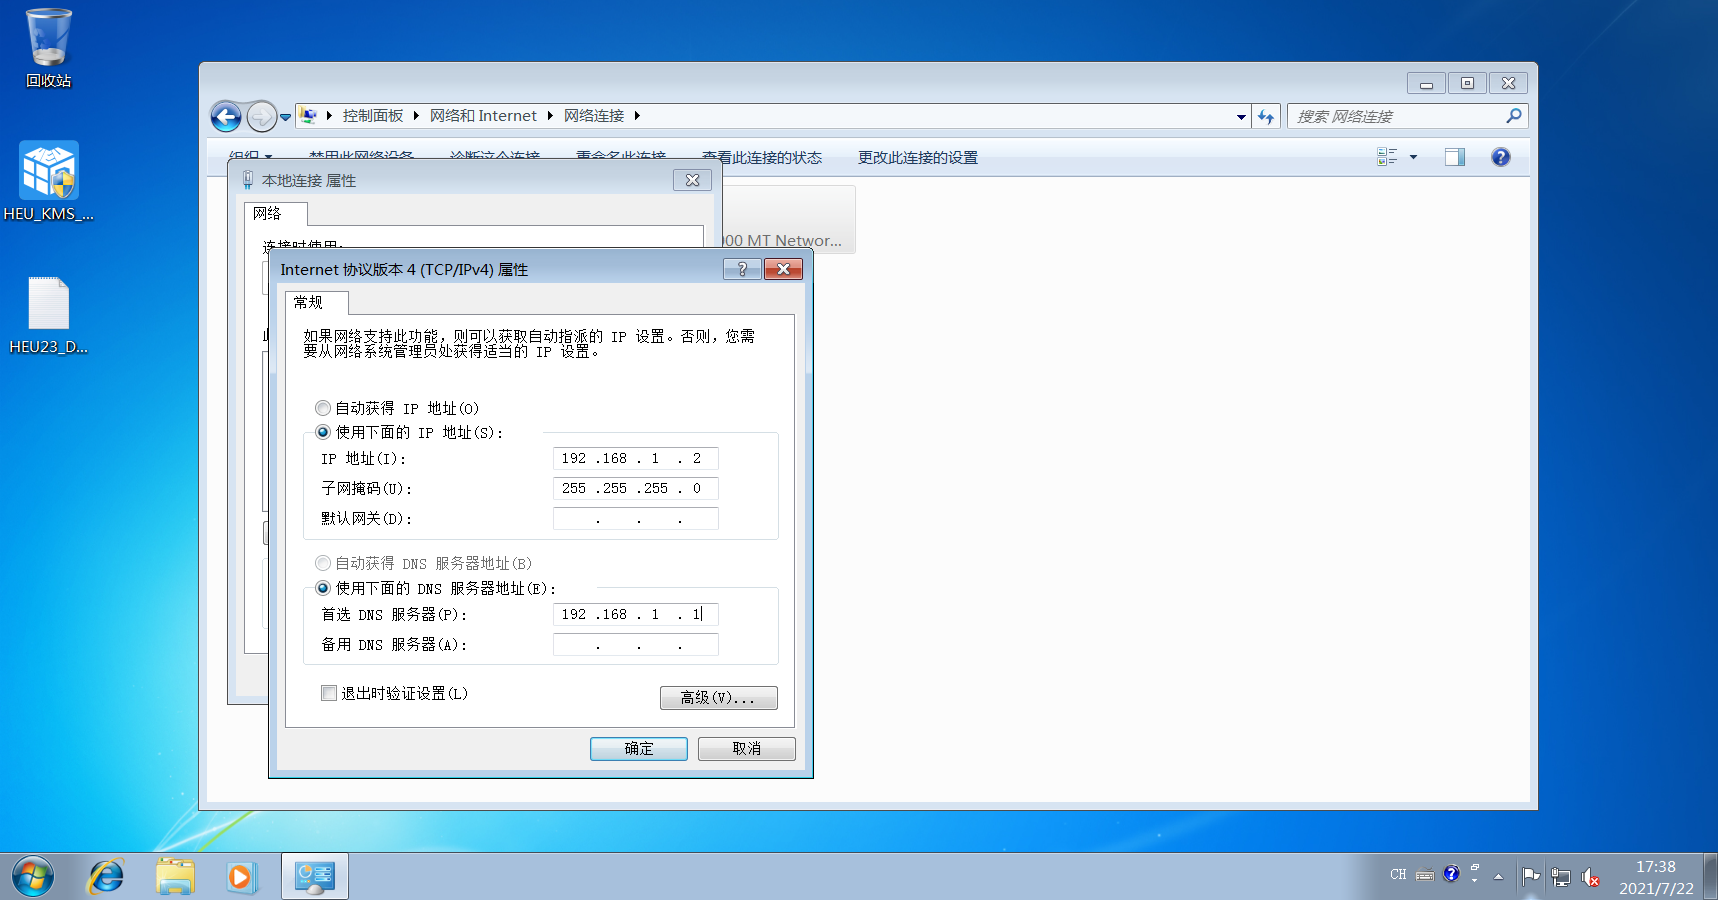 回收站
HEU_KMS_...
HEU23_D...
控制面板 网络和 Internet 网络连接
搜索 网络连接
组织 禁用此网络设备 诊断这个连接 重命名此连接 查看此连接的状态 更改此连接的设置
本地连接 属性
网络
连接时使用:
000 MT Networ...
Internet 协议版本 4 (TCP/IPv4) 属性
常规
如果网络支持此功能，则可以获取自动指派的 IP 设置。否则，您需
要从网络系统管理员处获得适当的 IP 设置。
自动获得 IP 地址(O)
使用下面的 IP 地址(S):
IP 地址(I): 192 .168 . 1 . 2
子网掩码(U): 255 .255 .255 . 0
默认网关(D): . . .
自动获得 DNS 服务器地址(B)
使用下面的 DNS 服务器地址(E):
首选 DNS 服务器(P): 192 .168 . 1 . 1
备用 DNS 服务器(A): . . .
退出时验证设置(L)
高级(V)...
确定 取消
CH
17:38
2021/7/22